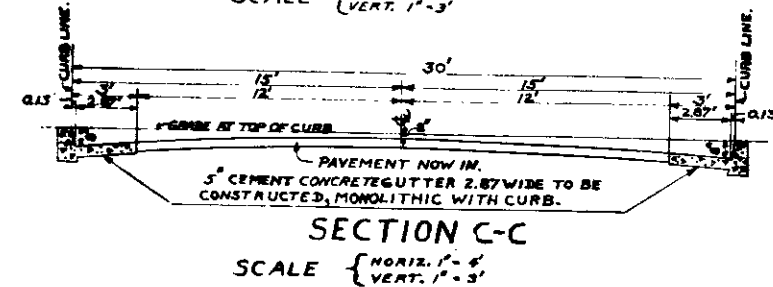 SCALE { VERT. 1"=3'
CURB LINE.
CURB LINE.
30'
15' 15'
3' 12' 12' 3'
0.13' 2.87' 2.87' 0.13'
GRADE AT TOP OF CURB
PAVEMENT NOW IN.
5" CEMENT CONCRETE GUTTER 2.87 WIDE TO BE
CONSTRUCTED, MONOLITHIC WITH CURB.
SECTION C-C
SCALE { HORIZ. 1"=4'
VERT. 1"=3'